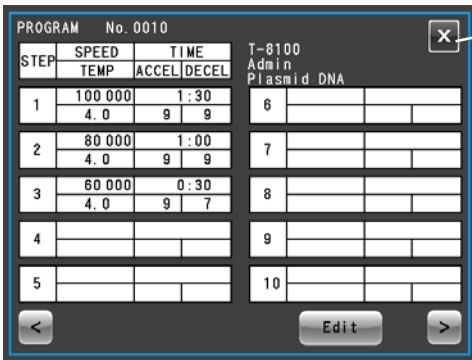 PROGRAM No. 0010
X
STEP SPEED TIME
TEMP ACCEL DECEL
T-8100
Admin
Plasmid DNA
1 100 000 1:30
4.0 9 9
2 80 000 1:00
4.0 9 9
3 60 000 0:30
4.0 9 7
4
5
6
7
8
9
10
< Edit >